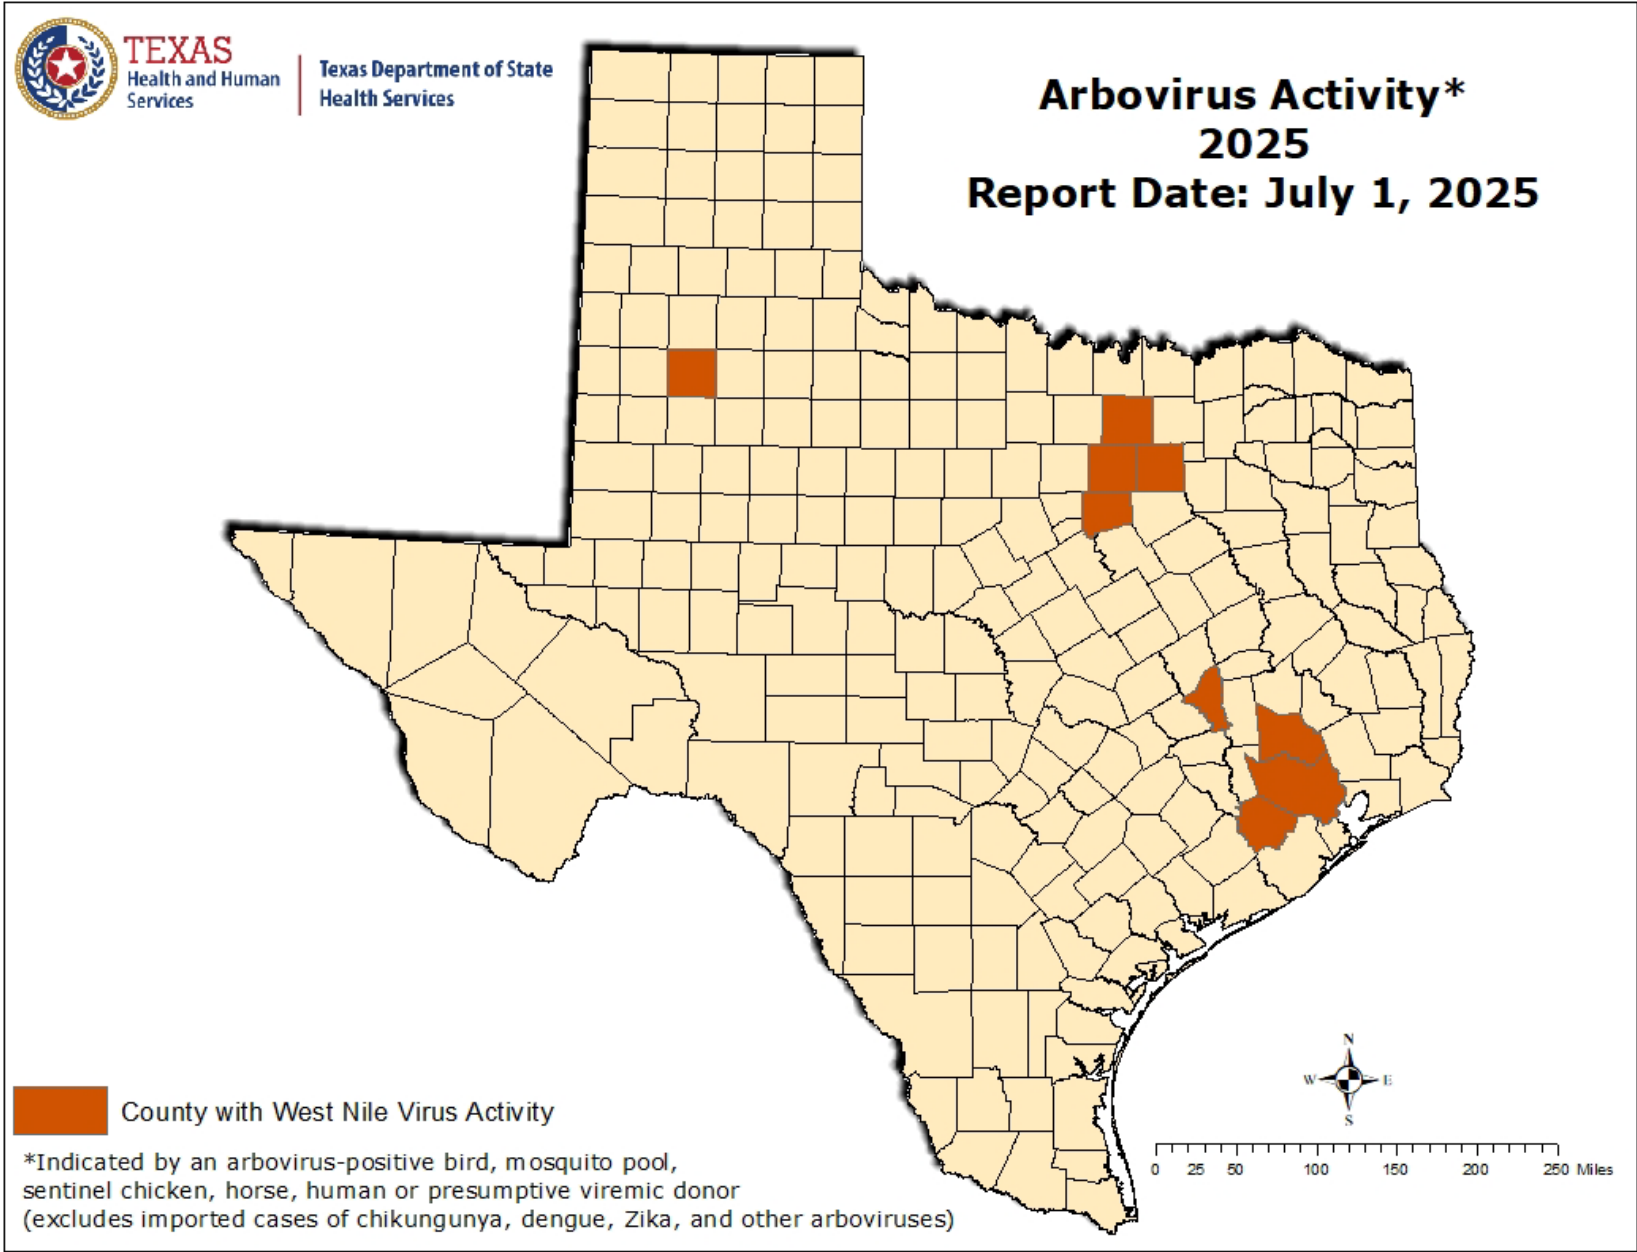 TEXAS
Health and Human
Services
Texas Department of State
Health Services
Arbovirus Activity*
2025
Report Date: July 1, 2025
County with West Nile Virus Activity
*Indicated by an arbovirus-positive bird, mosquito pool,
sentinel chicken, horse, human or presumptive viremic donor
(excludes imported cases of chikungunya, dengue, Zika, and other arboviruses)
N
W E
S
0 25 50 100 150 200 250 Miles